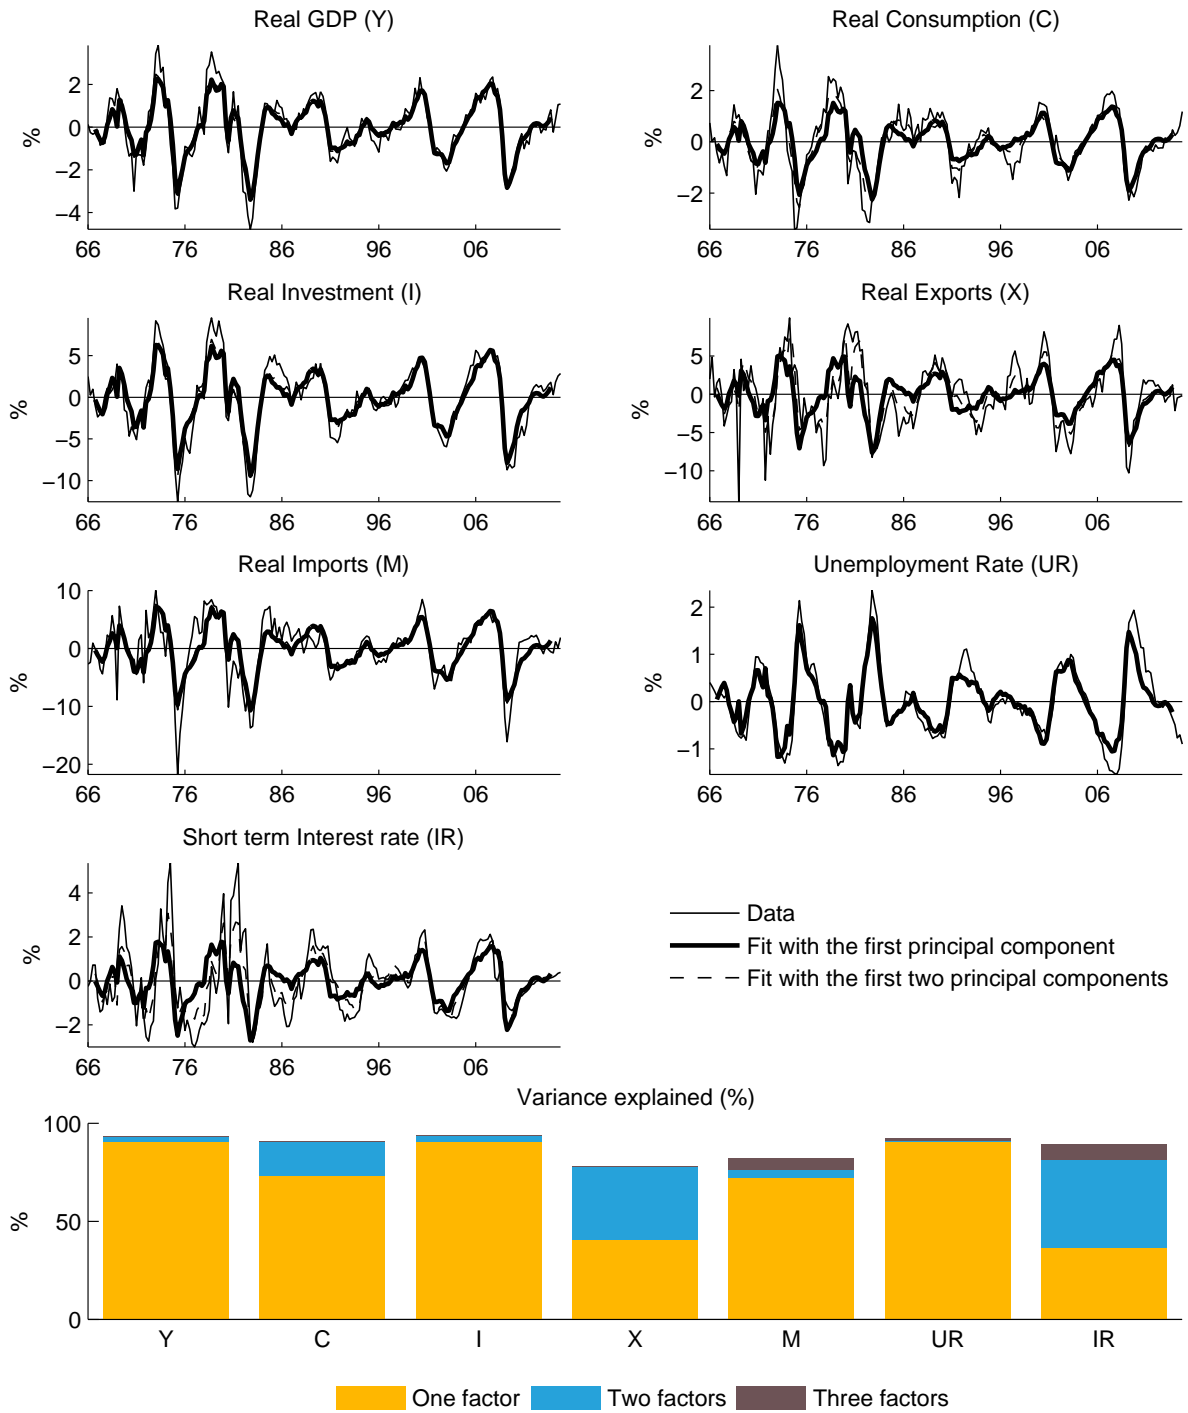 Real GDP (Y)
%
2
0
−2
−4
66 76 86 96 06
Real Consumption (C)
%
2
0
−2
66 76 86 96 06
Real Investment (I)
%
5
0
−5
−10
66 76 86 96 06
Real Exports (X)
%
5
0
−5
−10
66 76 86 96 06
Real Imports (M)
%
10
0
−10
−20
66 76 86 96 06
Unemployment Rate (UR)
%
2
1
0
−1
66 76 86 96 06
Short term Interest rate (IR)
%
4
2
0
−2
66 76 86 96 06
Data
Fit with the first principal component
Fit with the first two principal components
Variance explained (%)
%
100
50
0
Y C I X M UR IR
One factor Two factors Three factors